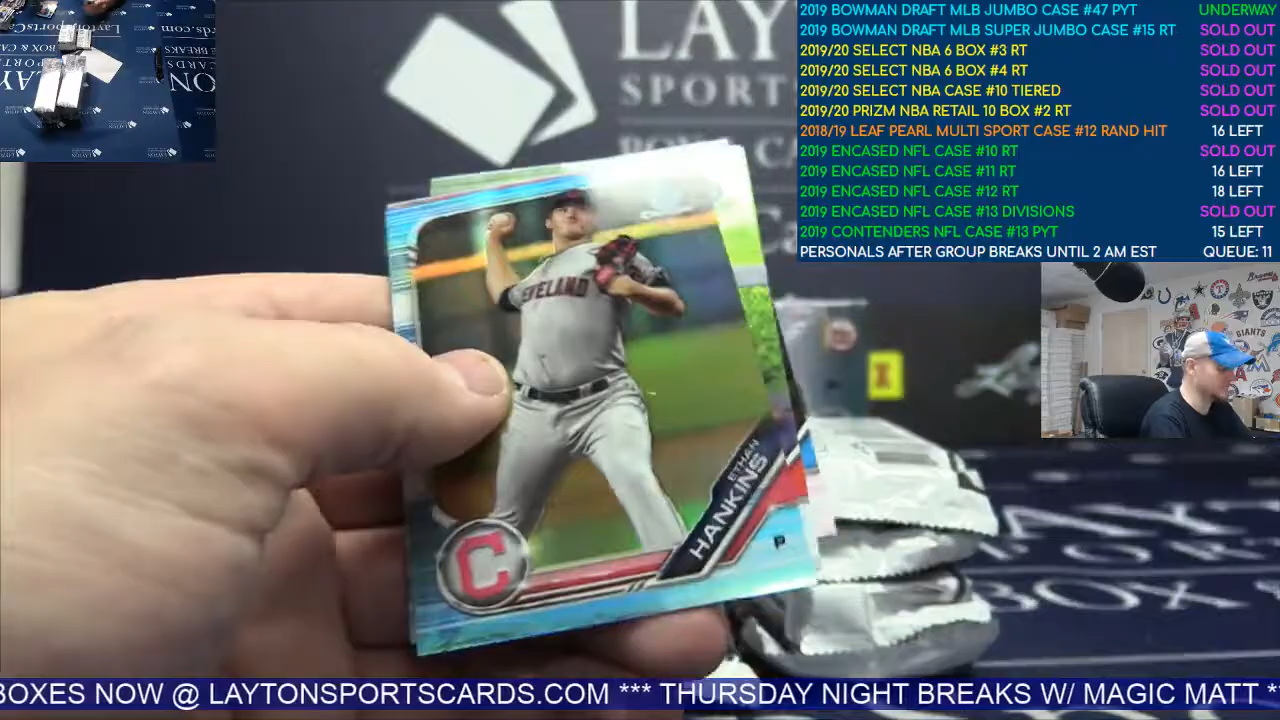 2019 BOWMAN DRAFT MLB JUMBO CASE #47 PYT UNDERWAY
2019 BOWMAN DRAFT MLB SUPER JUMBO CASE #15 RT SOLD OUT
2019/20 SELECT NBA 6 BOX #3 RT SOLD OUT
2019/20 SELECT NBA 6 BOX #4 RT SOLD OUT
2019/20 SELECT NBA CASE #10 TIERED SOLD OUT
2019/20 PRIZM NBA RETAIL 10 BOX #2 RT SOLD OUT
2018/19 LEAF PEARL MULTI SPORT CASE #12 RAND HIT 16 LEFT
2019 ENCASED NFL CASE #10 RT SOLD OUT
2019 ENCASED NFL CASE #11 RT 16 LEFT
2019 ENCASED NFL CASE #12 RT 18 LEFT
2019 ENCASED NFL CASE #13 DIVISIONS SOLD OUT
2019 CONTENDERS NFL CASE #13 PYT 15 LEFT
PERSONALS AFTER GROUP BREAKS UNTIL 2 AM EST QUEUE: 11
LAY
SPORT
GIANTS
EVELAND
ETHAN
HANKINS
P
C
BOX
BOXES NOW @ LAYTONSPORTSCARDS.COM *** THURSDAY NIGHT BREAKS W/ MAGIC MATT *